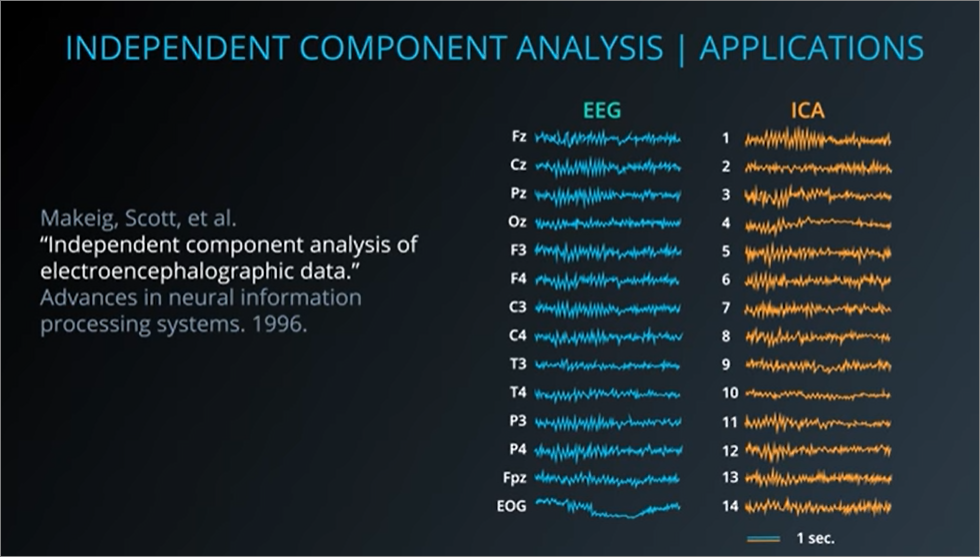 INDEPENDENT COMPONENT ANALYSIS | APPLICATIONS
Makeig, Scott, et al.
“Independent component analysis of
electroencephalographic data.”
Advances in neural information
processing systems. 1996.
EEG
Fz
Cz
Pz
Oz
F3
F4
C3
C4
T3
T4
P3
P4
Fpz
EOG
ICA
1
2
3
4
5
6
7
8
9
10
11
12
13
14
1 sec.